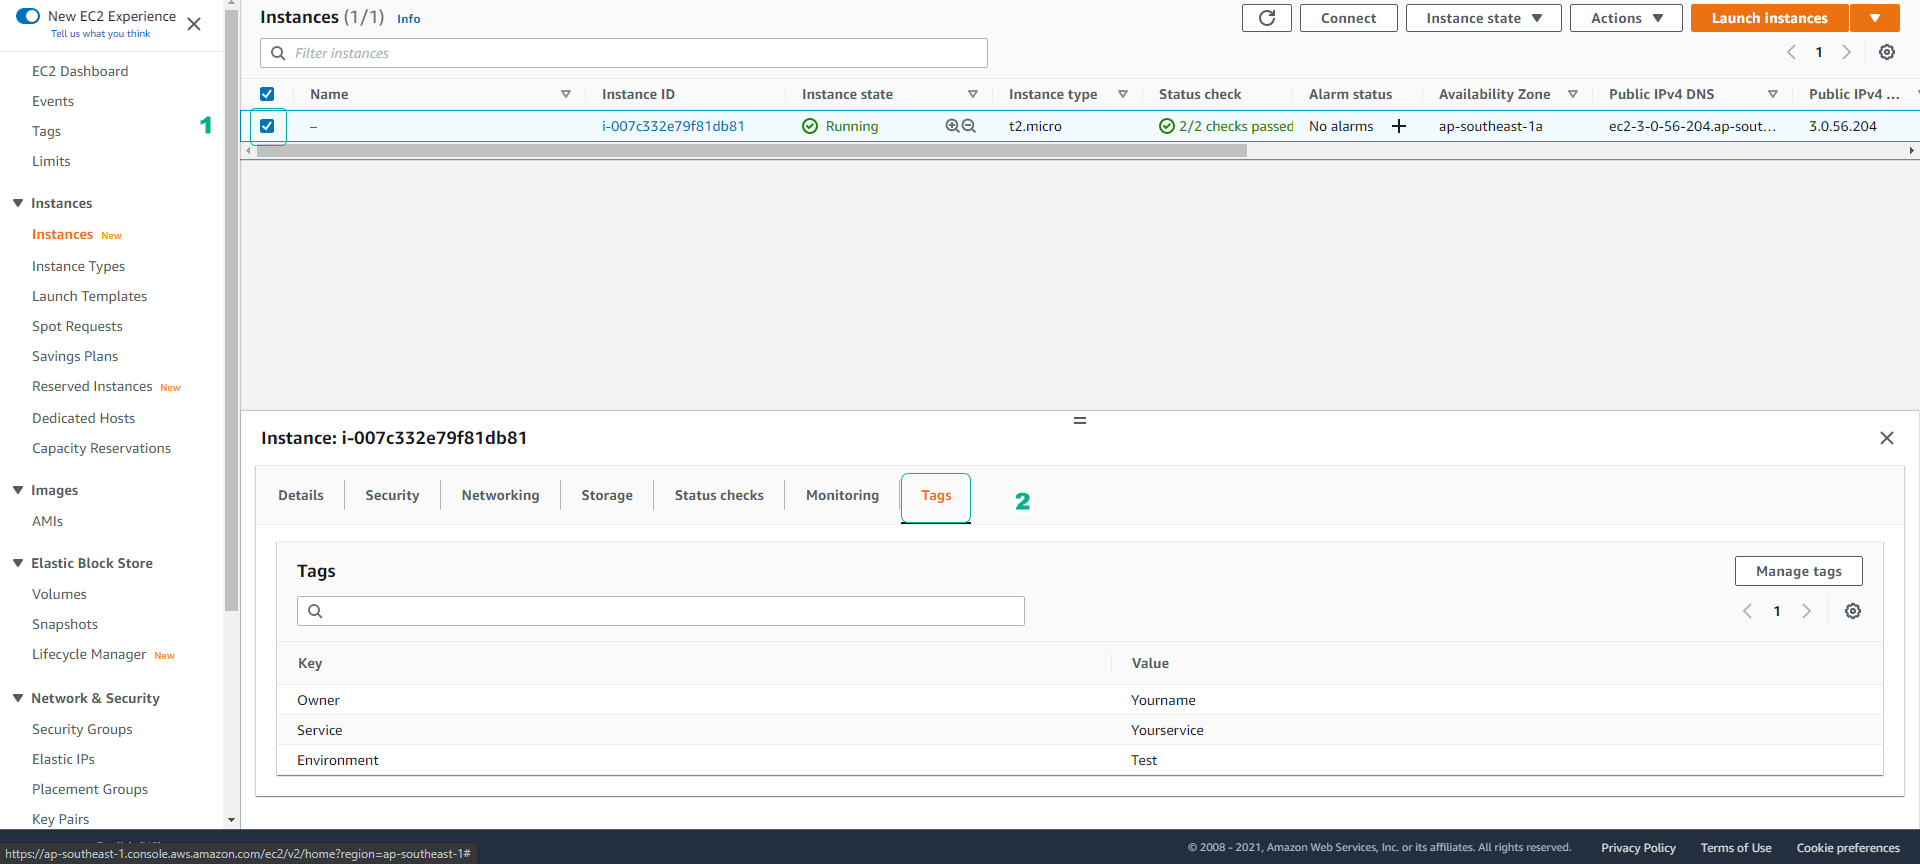 New EC2 Experience
Tell us what you think
EC2 Dashboard
Events
Tags
Limits
Instances
Instances New
Instance Types
Launch Templates
Spot Requests
Savings Plans
Reserved Instances New
Dedicated Hosts
Capacity Reservations
Images
AMIs
Elastic Block Store
Volumes
Snapshots
Lifecycle Manager New
Network & Security
Security Groups
Elastic IPs
Placement Groups
Key Pairs
1
Instances (1/1) Info
Connect
Instance state
Actions
Launch instances
Filter instances
1
Name Instance ID Instance state Instance type Status check Alarm status Availability Zone Public IPv4 DNS Public IPv4 ...
– i-007c332e79f81db81 Running t2.micro 2/2 checks passed No alarms + ap-southeast-1a ec2-3-0-56-204.ap-sout... 3.0.56.204
Instance: i-007c332e79f81db81
Details Security Networking Storage Status checks Monitoring Tags
2
Tags
Manage tags
1
Key Value
Owner Yourname
Service Yourservice
Environment Test
https://ap-southeast-1.console.aws.amazon.com/ec2/v2/home?region=ap-southeast-1#
© 2008 - 2021, Amazon Web Services, Inc. or its affiliates. All rights reserved. Privacy Policy Terms of Use Cookie preferences